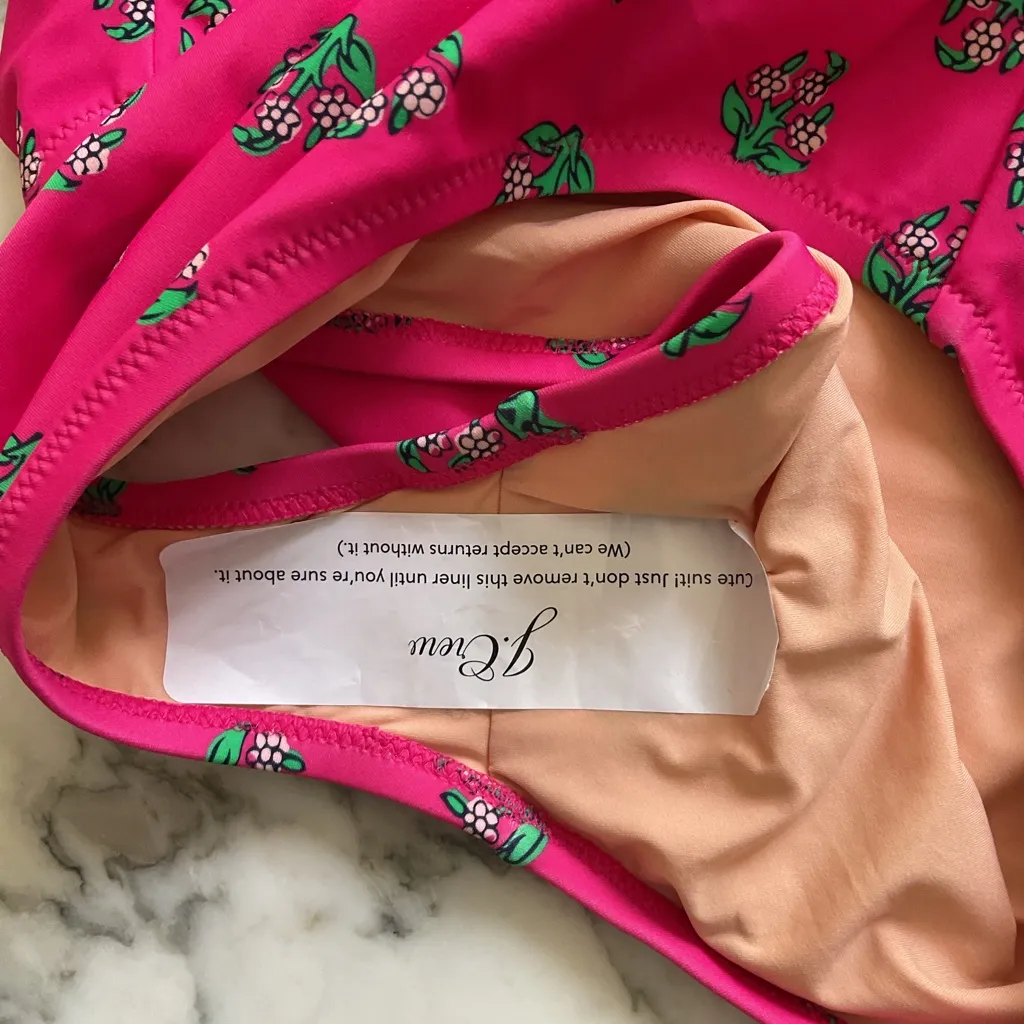 J.Crew
Cute suit! Just don't remove this liner until you're sure about it.
(We can't accept returns without it.)